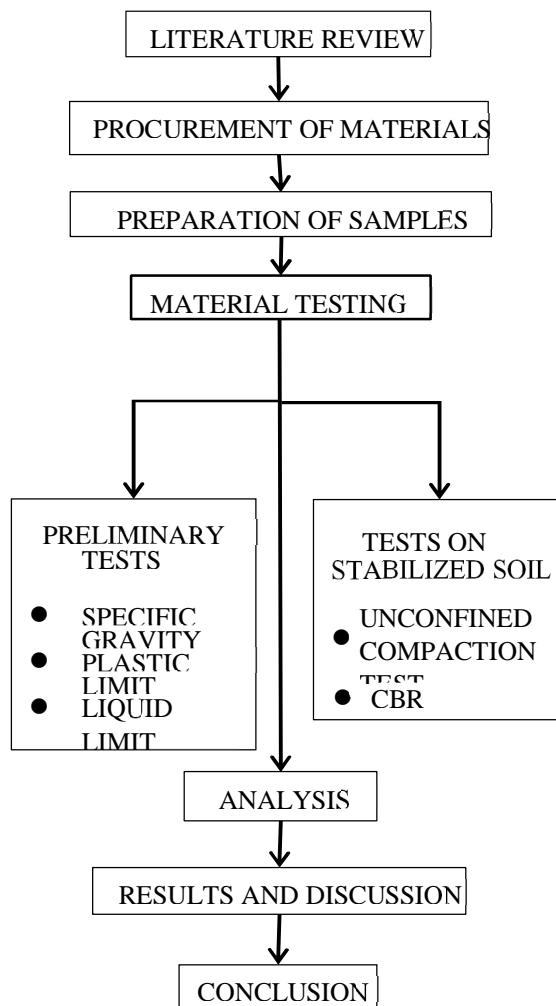 LITERATURE REVIEW
PROCUREMENT OF MATERIALS
PREPARATION OF SAMPLES
MATERIAL TESTING
PRELIMINARY
TESTS
● SPECIFIC
GRAVITY
● PLASTIC
LIMIT
● LIQUID
LIMIT
TESTS ON
STABILIZED SOIL
● UNCONFINED
COMPACTION
TEST
● CBR
ANALYSIS
RESULTS AND DISCUSSION
CONCLUSION